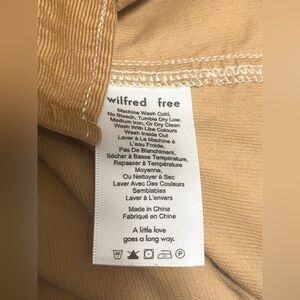 wilfred free
Machine Wash Cold,
No Bleach, Tumble Dry Low,
Medium Iron, Or Dry Clean
Wash With Like Colours
Wash Inside Out
Laver à La Machine à
L'eau Froide,
Pas De Blanchiment,
Sécher à Basse Température,
Repasser à Température
Moyenne,
Ou Nettoyer à Sec
Laver Avec Des Couleurs
Semblables
Laver à L'envers
Made in China
Fabriqué en Chine
A little love
goes a long way.